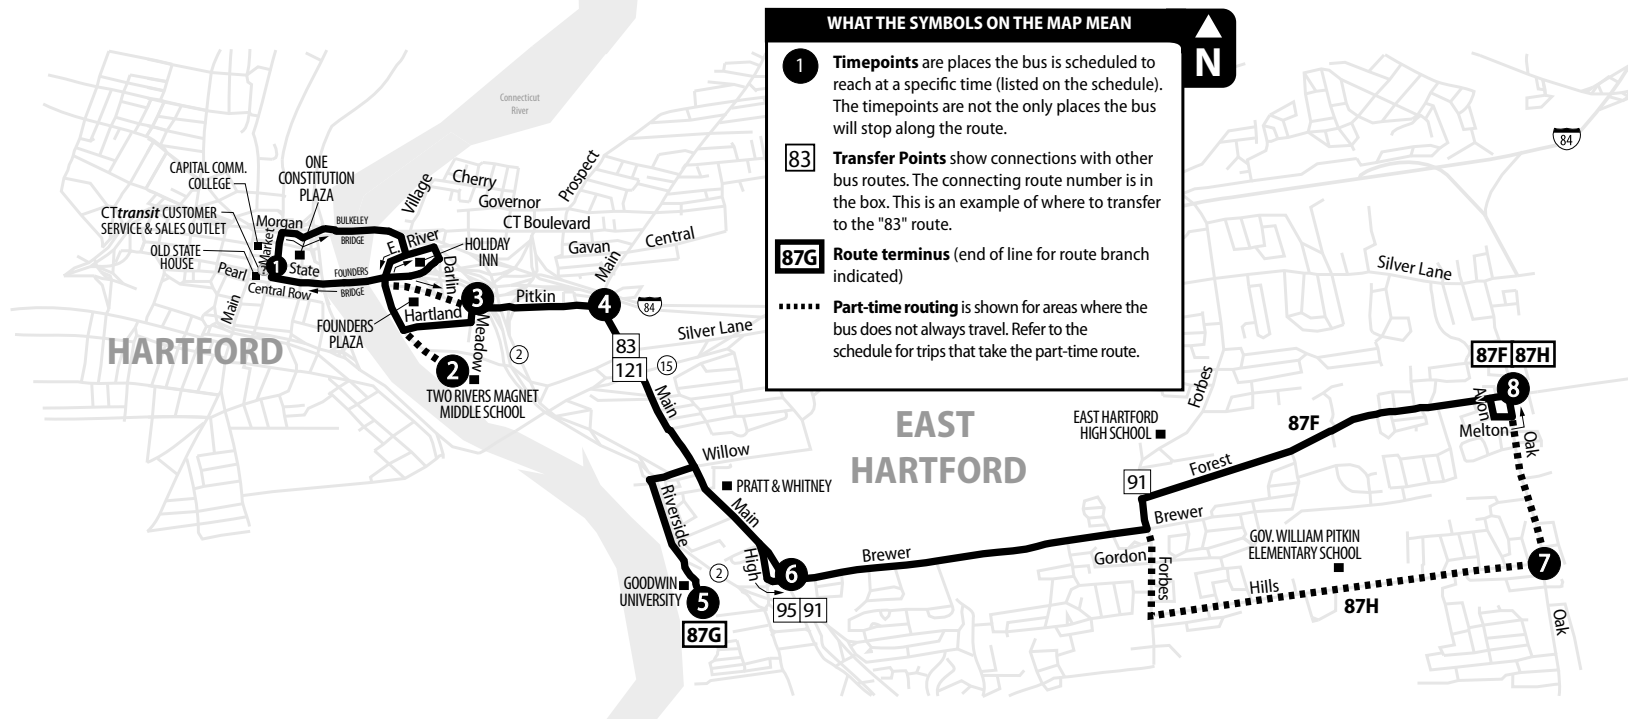 WHAT THE SYMBOLS ON THE MAP MEAN
N
1
Timepoints are places the bus is scheduled to
reach at a specific time (listed on the schedule).
The timepoints are not the only places the bus
will stop along the route.
83
Transfer Points show connections with other
bus routes. The connecting route number is in
the box. This is an example of where to transfer
to the "83" route.
87G
Route terminus (end of line for route branch
indicated)
Part-time routing is shown for areas where the
bus does not always travel. Refer to the
schedule for trips that take the part-time route.
Connecticut
River
84
CAPITAL COMM.
COLLEGE
ONE
CONSTITUTION
PLAZA
CTtransit CUSTOMER
SERVICE & SALES OUTLET
OLD STATE
HOUSE
Morgan
Market
BULKELEY
BRIDGE
Village
Cherry
Governor
Prospect
CT Boulevard
Gavan
Main
Central
E. River
HOLIDAY
INN
Darlin
1
State
Pearl
Central Row
FOUNDERS
BRIDGE
Main
FOUNDERS
PLAZA
Hartland
3
Pitkin
4
84
Silver Lane
Silver Lane
HARTFORD
Meadow
2
2
TWO RIVERS MAGNET
MIDDLE SCHOOL
83
121
15
Main
Willow
PRATT & WHITNEY
EAST
HARTFORD
EAST HARTFORD
HIGH SCHOOL
Forbes
87F 87H
8
Avon
Melton
Oak
87F
Forest
91
Brewer
Riverside
Main
High
Brewer
Gordon
Forbes
GOV. WILLIAM PITKIN
ELEMENTARY SCHOOL
7
GOODWIN
UNIVERSITY
2
5
6
87G
95 91
Hills
87H
Oak